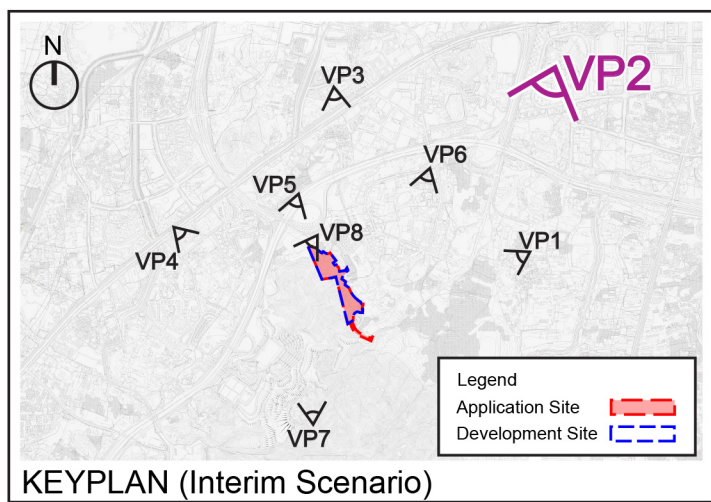 N
VP3
VP2
VP6
VP5
VP8
VP4
VP1
VP7
Legend
Application Site
Development Site
KEYPLAN (Interim Scenario)